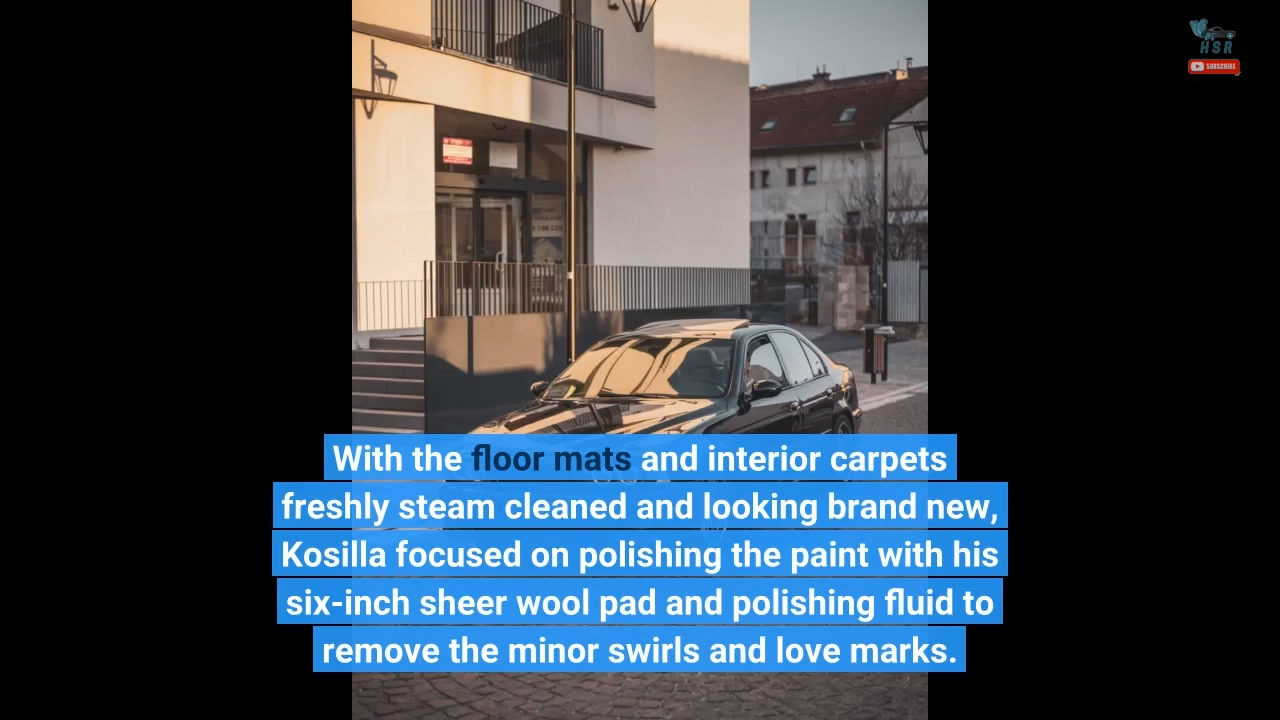 HSR
SUBSCRIBE
With the floor mats and interior carpets
freshly steam cleaned and looking brand new,
Kosilla focused on polishing the paint with his
six-inch sheer wool pad and polishing fluid to
remove the minor swirls and love marks.